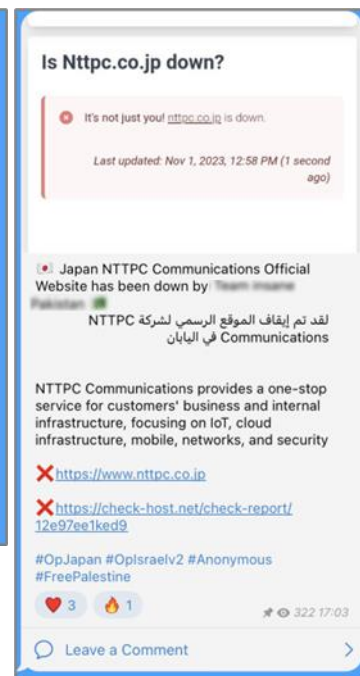 Is Nttpc.co.jp down?
It's not just you! nttpc.co.jp is down.
Last updated: Nov 1, 2023, 12:58 PM (1 second
ago)
Japan NTTPC Communications Official
Website has been down by
لقد تم إيقاف الموقع الرسمي لشركة NTTPC
Communications في اليابان
NTTPC Communications provides a one-stop
service for customers' business and internal
infrastructure, focusing on IoT, cloud
infrastructure, mobile, networks, and security
❌https://www.nttpc.co.jp
❌https://check-host.net/check-report/
12e97ee1ked9
#OpJapan #OpIsraelv2 #Anonymous
#FreePalestine
❤️ 3 🔥 1 322 17:03
Leave a Comment